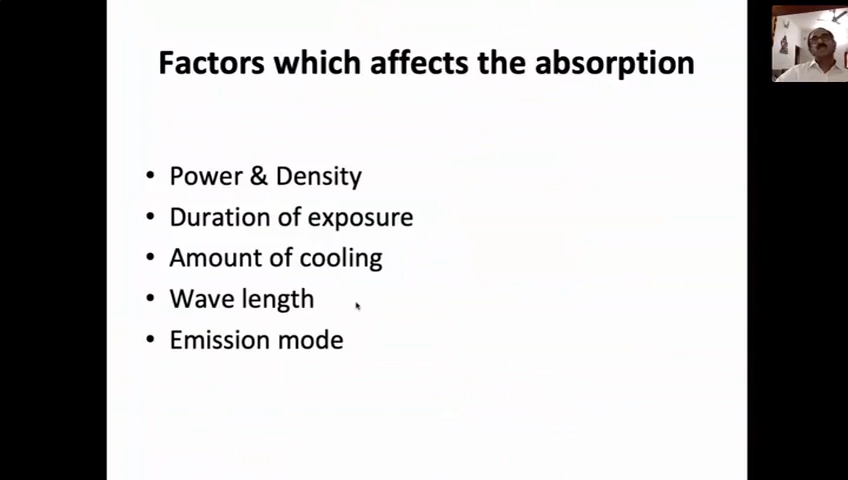 Factors which affects the absorption
• Power & Density
• Duration of exposure
• Amount of cooling
• Wave length
• Emission mode